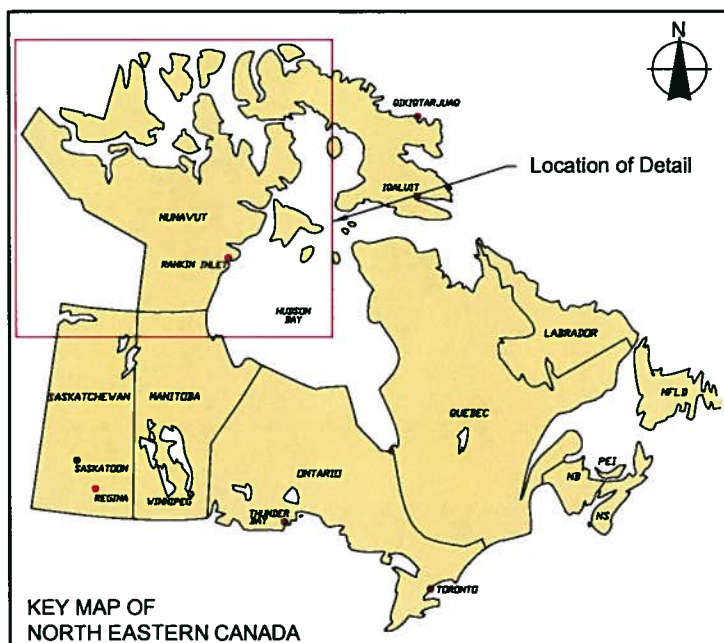 N
QIKIQTARJUAQ
Location of Detail
IQALUIT
NUNAVUT
RANKIN INLET
HUDSON
BAY
LABRADOR
SASKATCHEWAN
MANITOBA
NFLD
QUEBEC
ONTARIO
PEI
SASKATOON
NB
REGINA
WINNIPEG
THUNDER
BAY
NS
TORONTO
KEY MAP OF
NORTH EASTERN CANADA